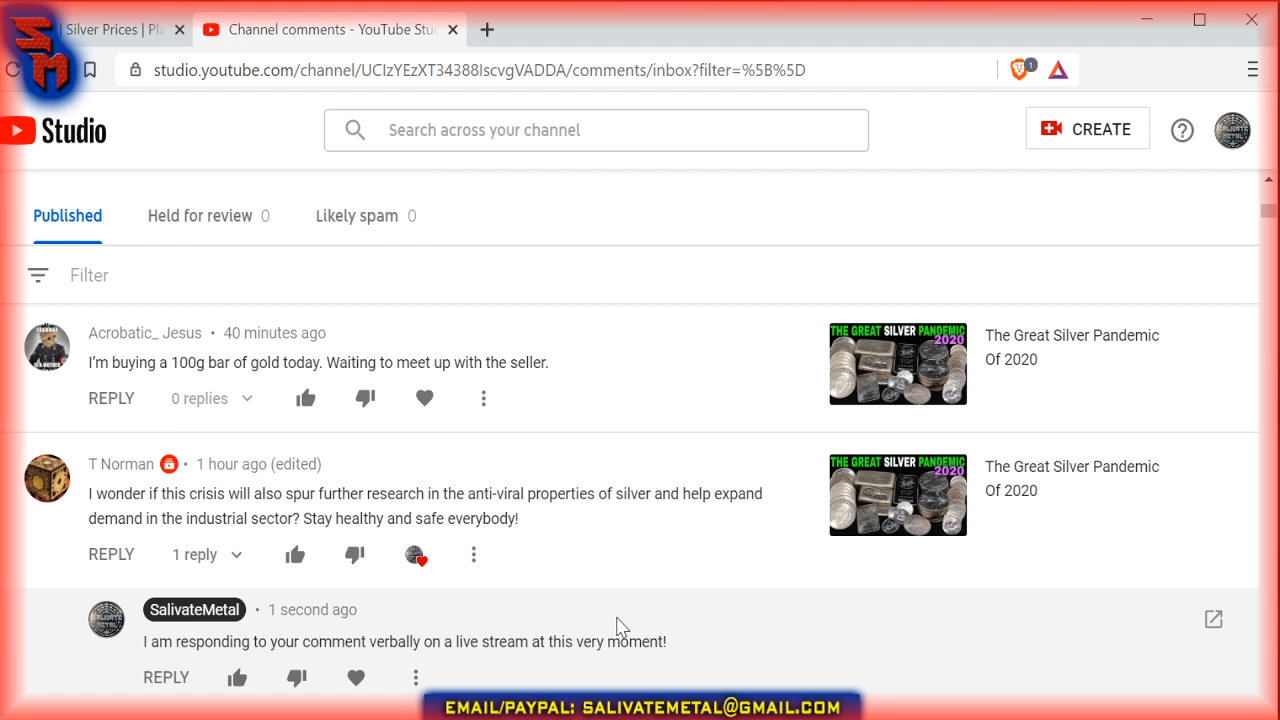 SM
| Silver Prices | Pla
Channel comments - YouTube Stu
studio.youtube.com/channel/UCIzYEzXT34388IscvgVADDA/comments/inbox?filter=%5B%5D
1
Studio
Search across your channel
CREATE
SALIVATE METAL
Published
Held for review 0
Likely spam 0
Filter
Acrobatic_ Jesus • 40 minutes ago
I'm buying a 100g bar of gold today. Waiting to meet up with the seller.
REPLY
0 replies
THE GREAT SILVER PANDEMIC
2020
The Great Silver Pandemic
Of 2020
T Norman • 1 hour ago (edited)
I wonder if this crisis will also spur further research in the anti-viral properties of silver and help expand
demand in the industrial sector? Stay healthy and safe everybody!
REPLY
1 reply
THE GREAT SILVER PANDEMIC
2020
The Great Silver Pandemic
Of 2020
SALIVATE METAL
SalivateMetal • 1 second ago
I am responding to your comment verbally on a live stream at this very moment!
REPLY
EMAIL/PAYPAL: SALIVATEMETAL@GMAIL.COM